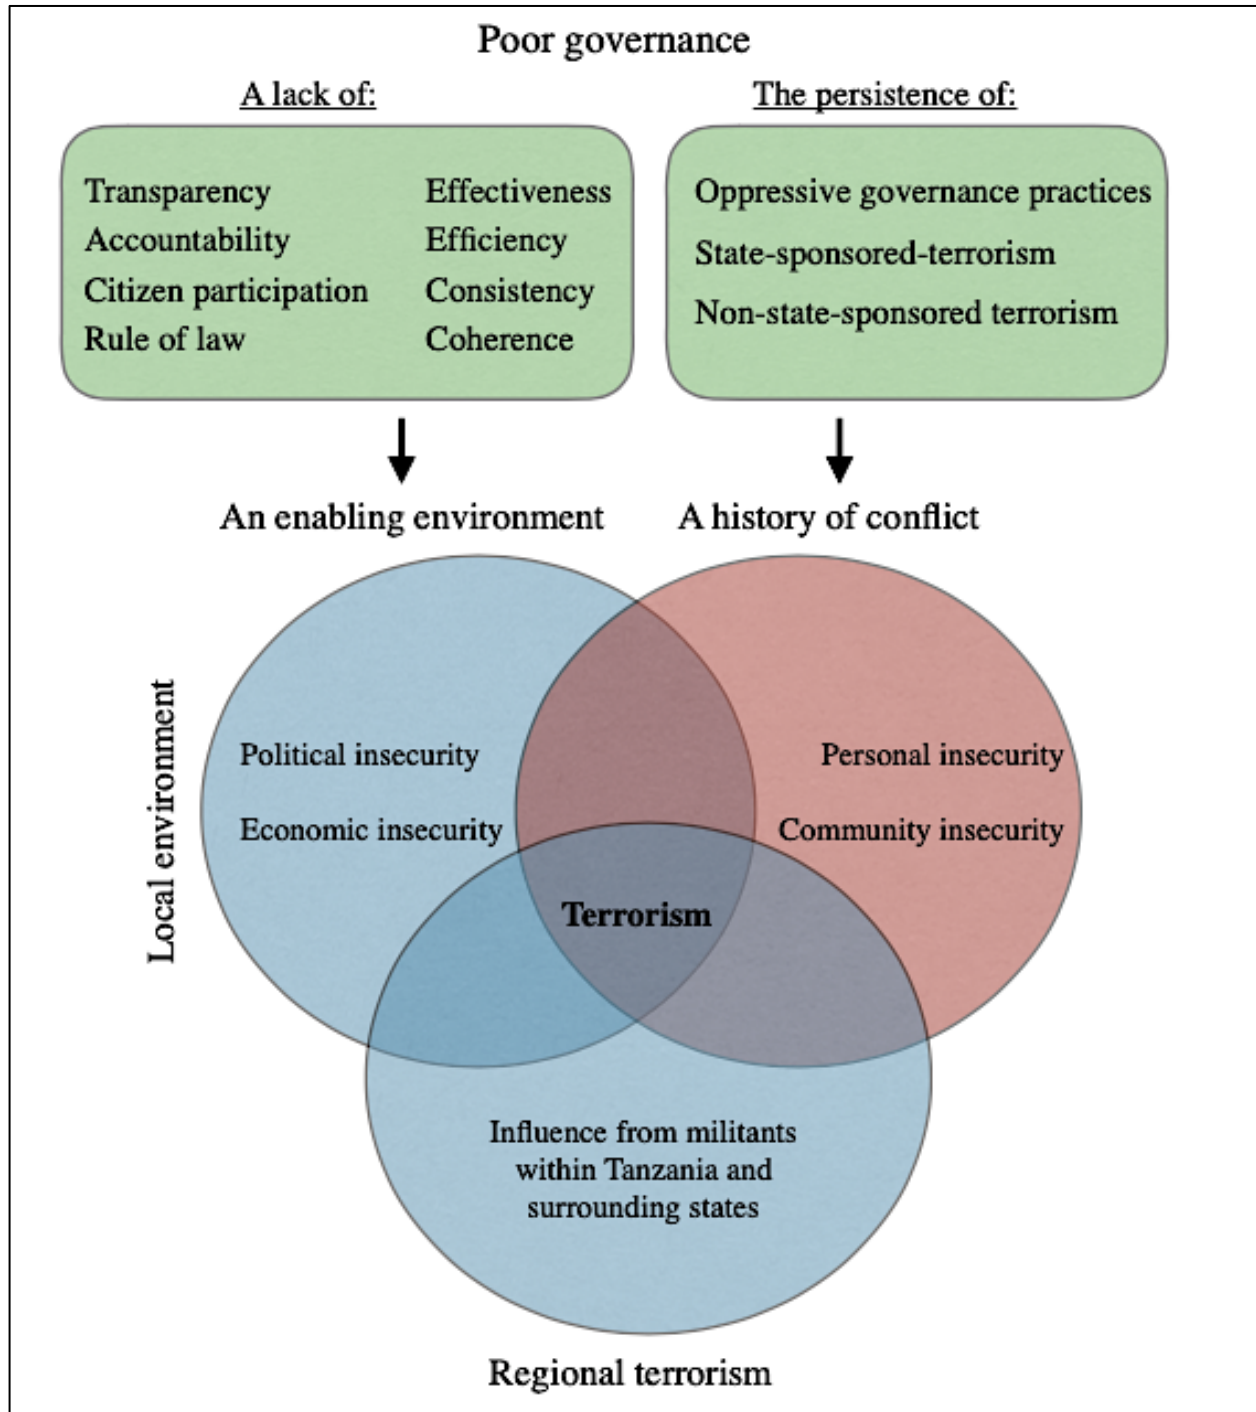 Poor governance
A lack of:
Transparency
Accountability
Citizen participation
Rule of law
Effectiveness
Efficiency
Consistency
Coherence
The persistence of:
Oppressive governance practices
State-sponsored-terrorism
Non-state-sponsored terrorism
An enabling environment
A history of conflict
Local environment
Political insecurity
Economic insecurity
Personal insecurity
Community insecurity
Terrorism
Influence from militants
within Tanzania and
surrounding states
Regional terrorism